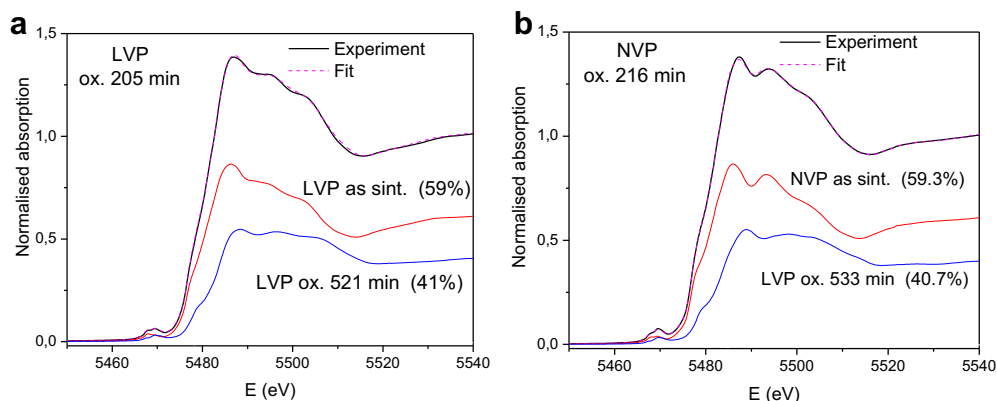 a
LVP
ox. 205 min
Experiment
Fit
1,5
1,0
0,5
0,0
Normalised absorption
LVP as sint. (59%)
LVP ox. 521 min (41%)
5460 5480 5500 5520 5540
E (eV)
b
NVP
ox. 216 min
Experiment
Fit
1,5
1,0
0,5
0,0
Normalised absorption
NVP as sint. (59.3%)
LVP ox. 533 min (40.7%)
5460 5480 5500 5520 5540
E (eV)